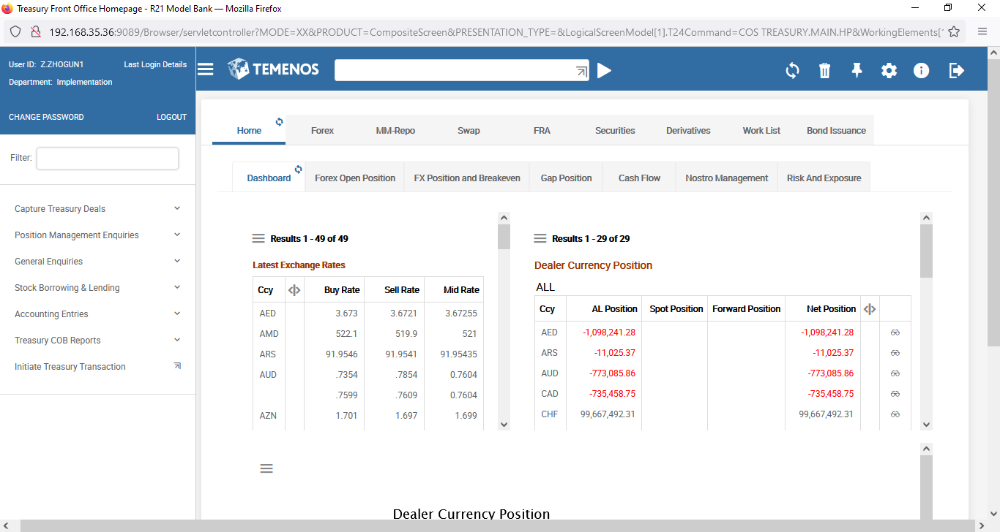 Treasury Front Office Homepage - R21 Model Bank — Mozilla Firefox
192.168.35.36:9089/Browser/servletcontroller?MODE=XX&PRODUCT=CompositeScreen&PRESENTATION_TYPE=&LogicalScreenModel[1].T24Command=COS TREASURY.MAIN.HP&WorkingElements[
User ID: Z.ZHOGUN1 Last Login Details
Department: Implementation
CHANGE PASSWORD LOGOUT
TEMENOS
Filter:
Capture Treasury Deals
Position Management Enquiries
General Enquiries
Stock Borrowing & Lending
Accounting Entries
Treasury COB Reports
Initiate Treasury Transaction
Home Forex MM-Repo Swap FRA Securities Derivatives Work List Bond Issuance
Dashboard Forex Open Position FX Position and Breakeven Gap Position Cash Flow Nostro Management Risk And Exposure
Results 1 - 49 of 49
Latest Exchange Rates
Ccy Buy Rate Sell Rate Mid Rate
AED 3.673 3.6721 3.67255
AMD 522.1 519.9 521
ARS 91.9546 91.9541 91.95435
AUD .7354 .7854 0.7604
.7599 .7609 0.7604
AZN 1.701 1.697 1.699
Results 1 - 29 of 29
Dealer Currency Position
ALL
Ccy AL Position Spot Position Forward Position Net Position
AED -1,098,241.28 -1,098,241.28
ARS -11,025.37 -11,025.37
AUD -773,085.86 -773,085.86
CAD -735,458.75 -735,458.75
CHF 99,667,492.31 99,667,492.31
Dealer Currency Position